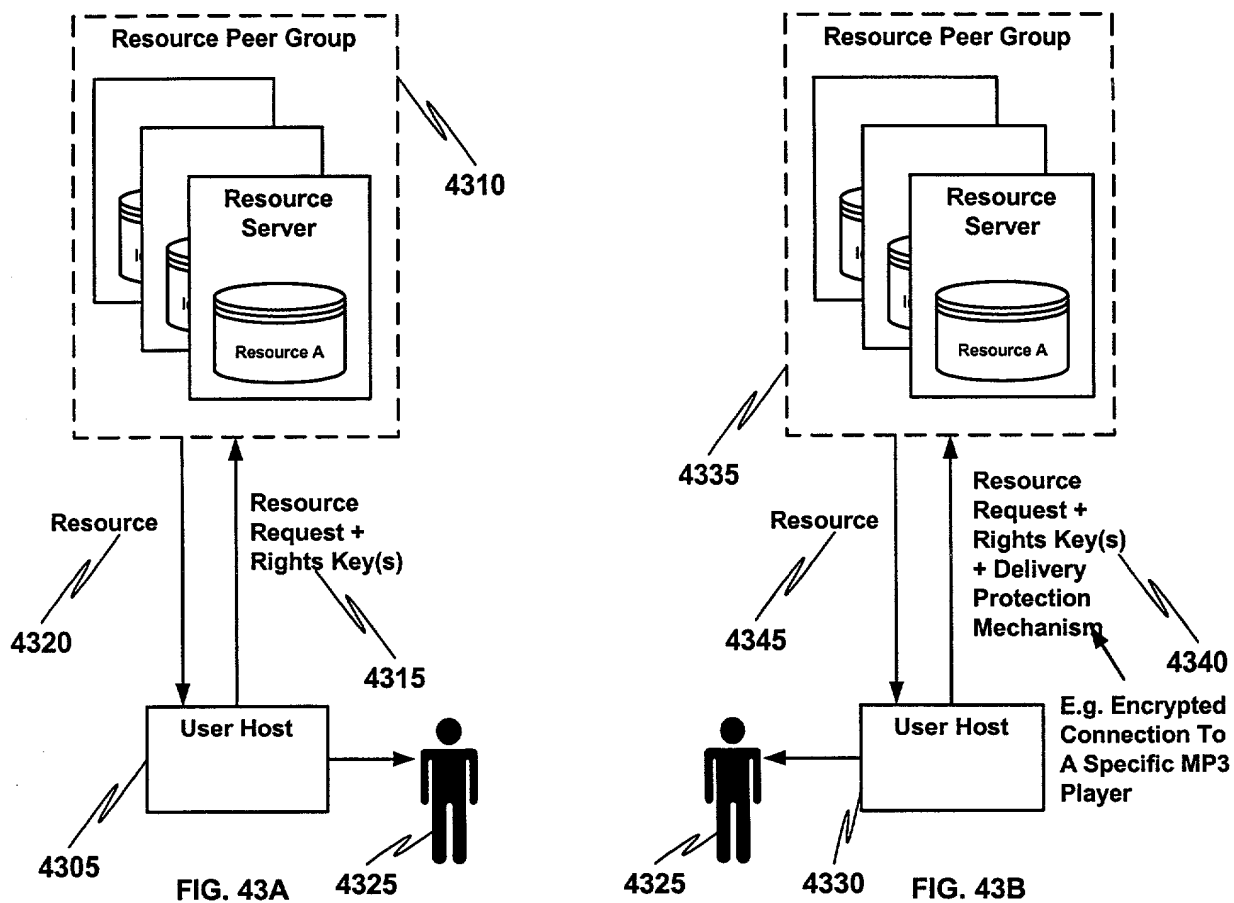 Resource Peer Group
Resource
Server
Resource A
4310
Resource
Resource
Request +
Rights Key(s)
4320
4315
User Host
4305
4325
FIG. 43A
Resource Peer Group
Resource
Server
Resource A
4335
Resource
Resource
Request +
Rights Key(s)
+ Delivery
Protection
Mechanism
4345
4340
User Host
E.g. Encrypted
Connection To
A Specific MP3
Player
4325
4330
FIG. 43B